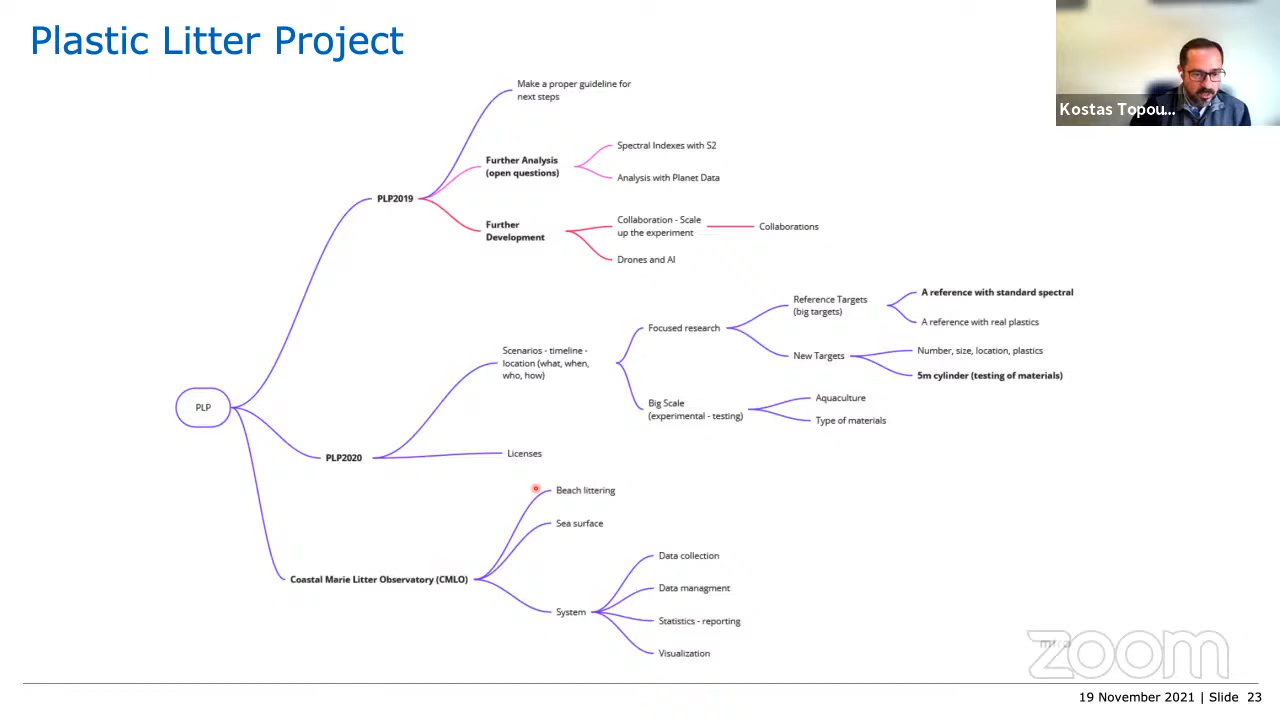 Plastic Litter Project
Kostas Topou...
Make a proper guideline for
next steps
Further Analysis
(open questions)
Spectral Indexes with S2
Analysis with Planet Data
PLP2019
Further
Development
Collaboration - Scale
up the experiment
Collaborations
Drones and AI
Scenarios - timeline -
location (what, when,
who, how)
Focused research
Reference Targets
(big targets)
A reference with standard spectral
A reference with real plastics
New Targets
Number, size, location, plastics
5m cylinder (testing of materials)
Big Scale
(experimental - testing)
Aquaculture
Type of materials
PLP
PLP2020
Licenses
Beach littering
Sea surface
Coastal Marie Litter Observatory (CMLO)
System
Data collection
Data managment
Statistics - reporting
Visualization
miro
zoom
19 November 2021 | Slide 23